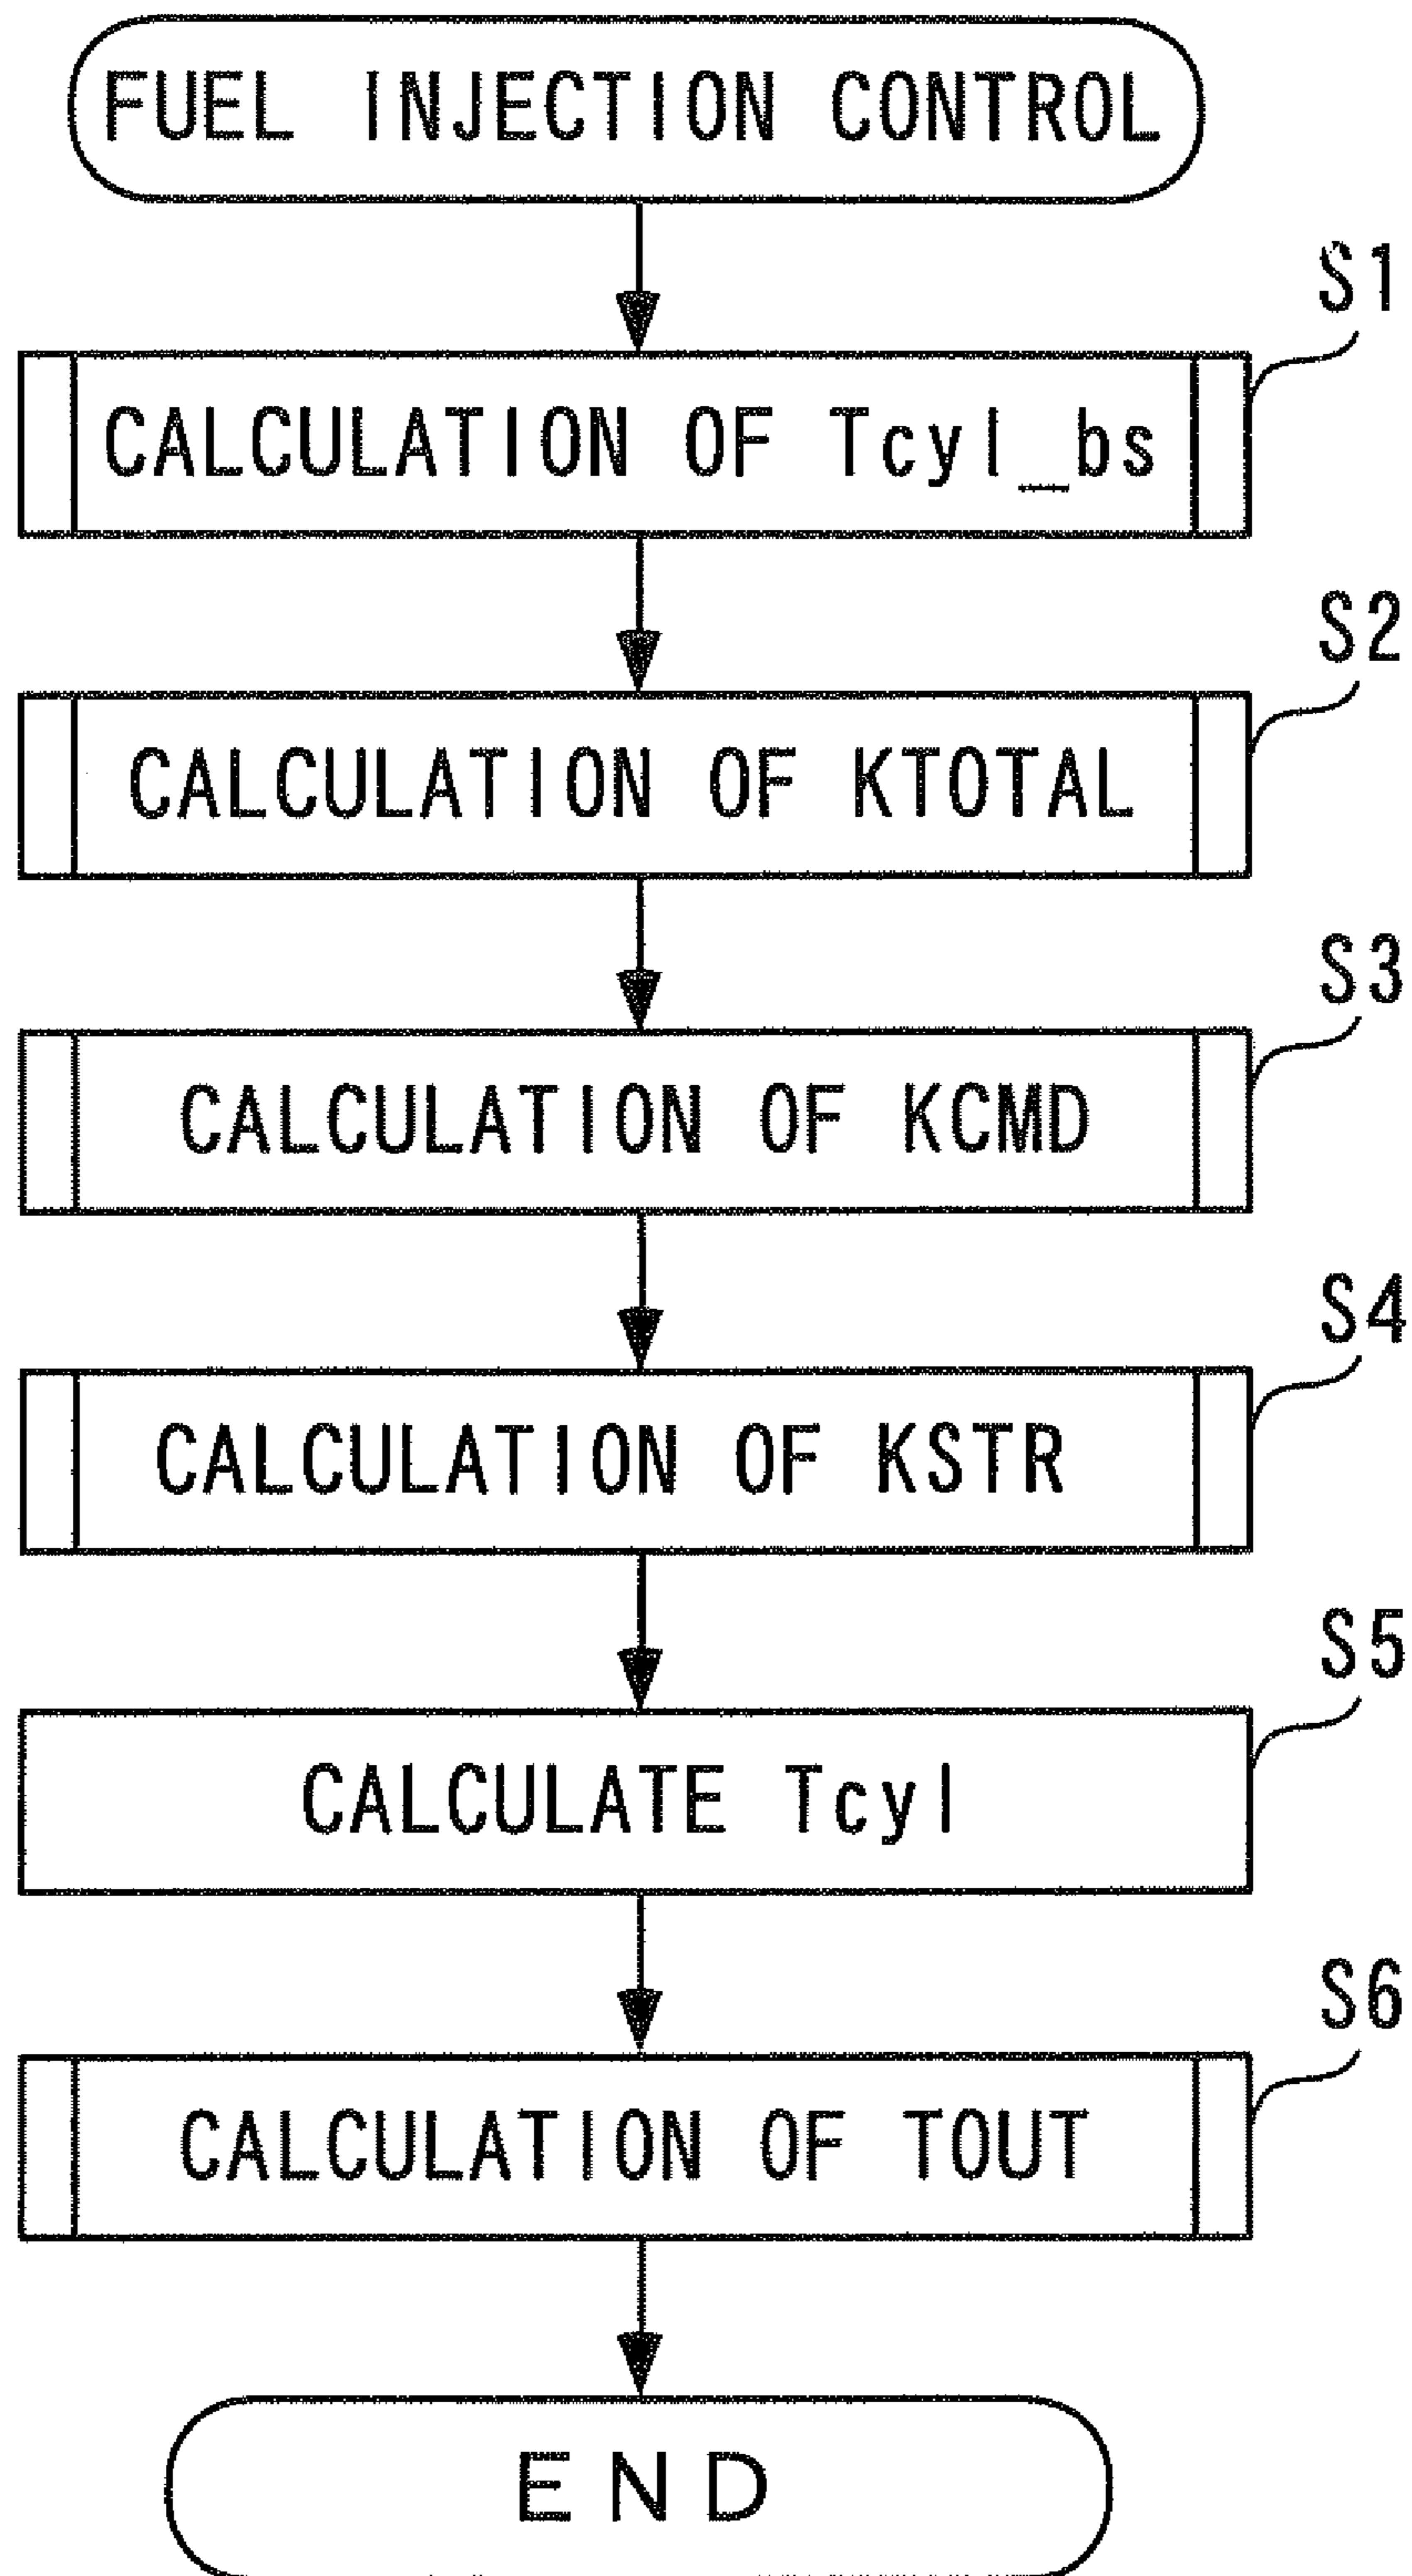 FUEL INJECTION CONTROL
S1
CALCULATION OF Tcyl_bs
S2
CALCULATION OF KTOTAL
S3
CALCULATION OF KCMD
S4
CALCULATION OF KSTR
S5
CALCULATE Tcyl
S6
CALCULATION OF TOUT
END